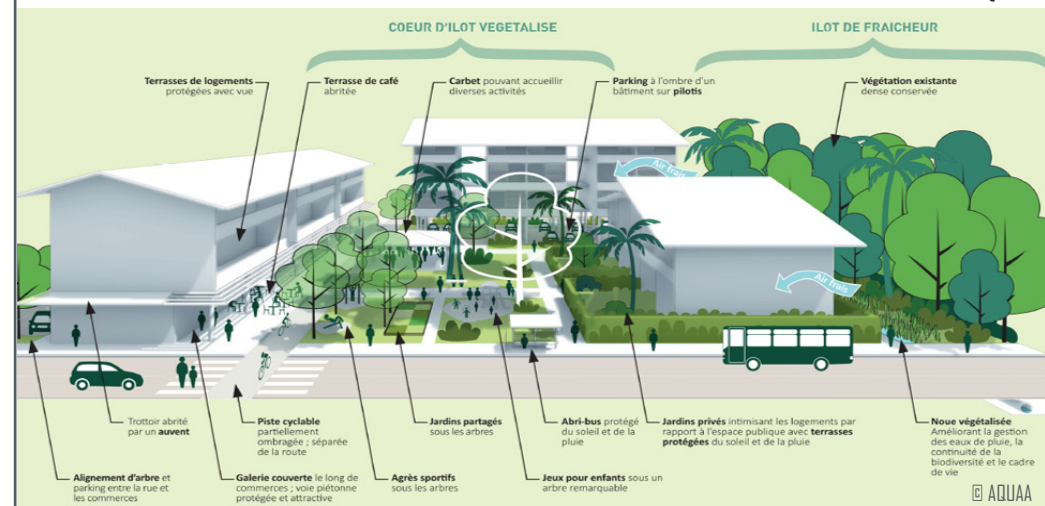 COEUR D'ILOT VEGETALISE
ILOT DE FRAICHEUR
Terrasses de logements
protégées avec vue
Terrasse de café
abritée
Carbet pouvant accueillir
diverses activités
Parking à l'ombre d'un
bâtiment sur pilotis
Végétation existante
dense conservée
Air frais
Air frais
Trottoir abrité
par un auvent
Piste cyclable
partiellement
ombragée ; séparée
de la route
Jardins partagés
sous les arbres
Abri-bus protégé
du soleil et de la
pluie
Jardins privés intimisant les logements par
rapport à l'espace publique avec terrasses
protégées du soleil et de la pluie
Noue végétalisée
Améliorant la gestion
des eaux de pluie, la
continuité de la
biodiversité et le cadre
de vie
Alignement d'arbre et
parking entre la rue et
les commerces
Galerie couverte le long de
commerces ; voie piétonne
protégée et attractive
Agrès sportifs
sous les arbres
Jeux pour enfants sous un
arbre remarquable
© AQUAA